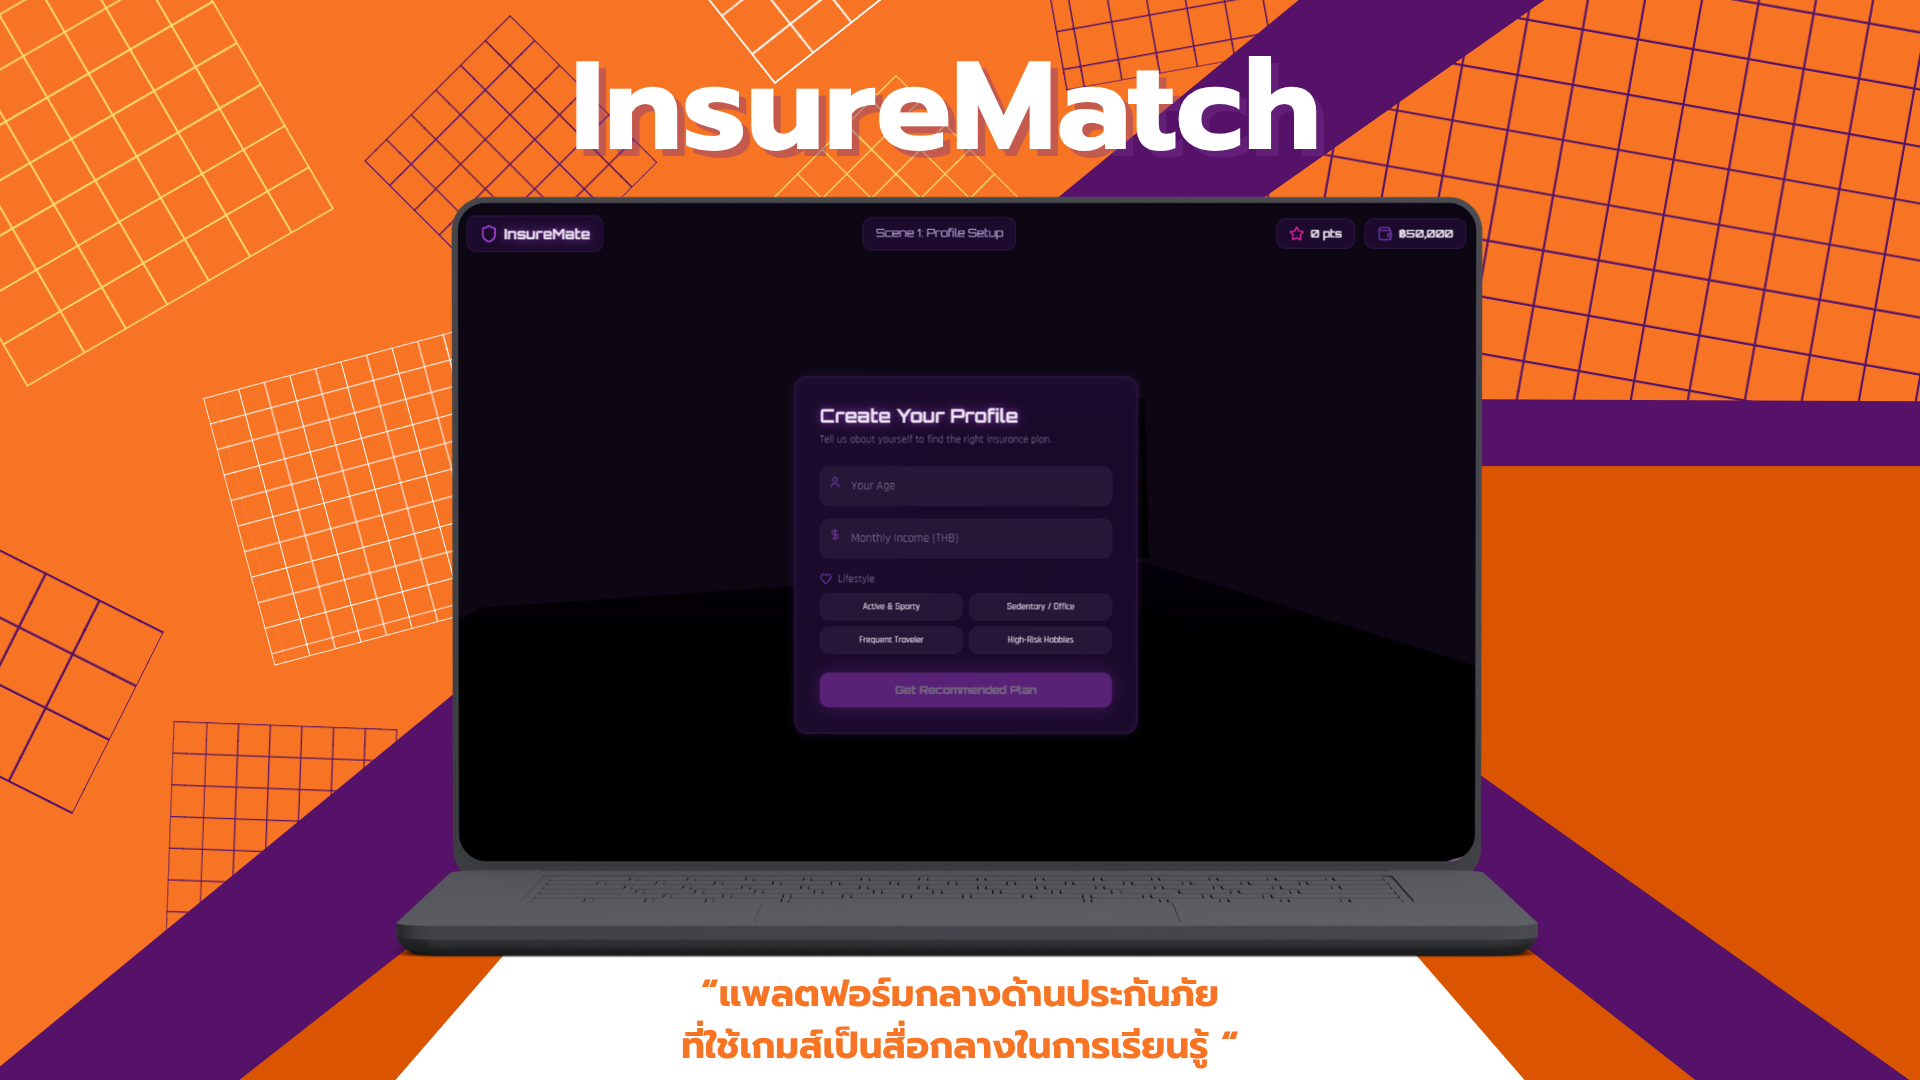 InsureMatch
InsureMate
Scene 1: Profile Setup
0 pts
฿50,000
Create Your Profile
Tell us about yourself to find the right insurance plan.
Your Age
Monthly Income (THB)
Lifestyle
Active & Sporty
Sedentary / Office
Frequent Traveler
High-Risk Hobbies
Get Recommended Plan
“แพลตฟอร์มกลางด้านประกันภัย
ที่ใช้เกมส์เป็นสื่อกลางในการเรียนรู้ “